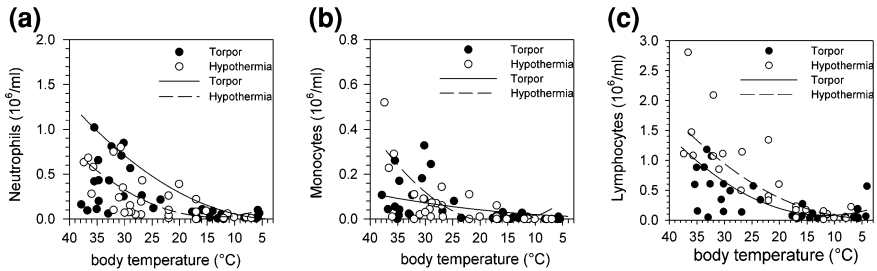 (a)
2.0
1.5
1.0
0.5
0.0
Neutrophils (10⁶/ml)
Torpor
Hypothermia
Torpor
Hypothermia
40 35 30 25 20 15 10 5
body temperature (°C)
(b)
0.8
0.6
0.4
0.2
0.0
Monocytes (10⁶/ml)
Torpor
Hypothermia
Torpor
Hypothermia
40 35 30 25 20 15 10 5
body temperature (°C)
(c)
3.0
2.5
2.0
1.5
1.0
0.5
0.0
Lymphocytes (10⁶/ml)
Torpor
Hypothermia
Torpor
Hypothermia
40 35 30 25 20 15 10 5
body temperature (°C)